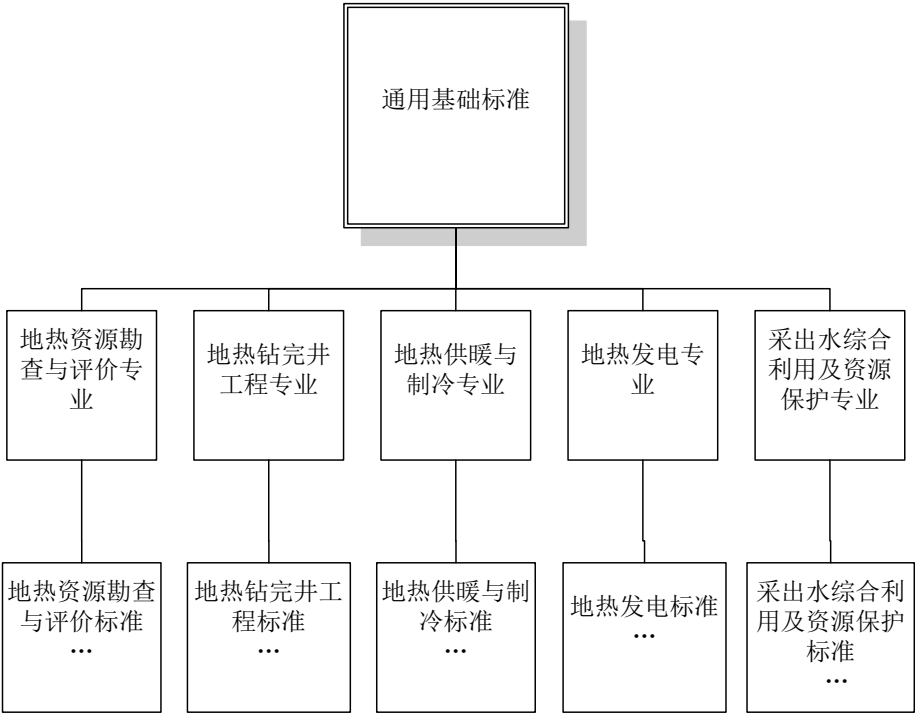 通用基础标准
地热资源勘
查与评价专
业
地热钻完井
工程专业
地热供暖与
制冷专业
地热发电专
业
采出水综合
利用及资源
保护专业
地热资源勘查
与评价标准
...
地热钻完井工
程标准
...
地热供暖与制
冷标准
...
地热发电标准
...
采出水综合利
用及资源保护
标准
...